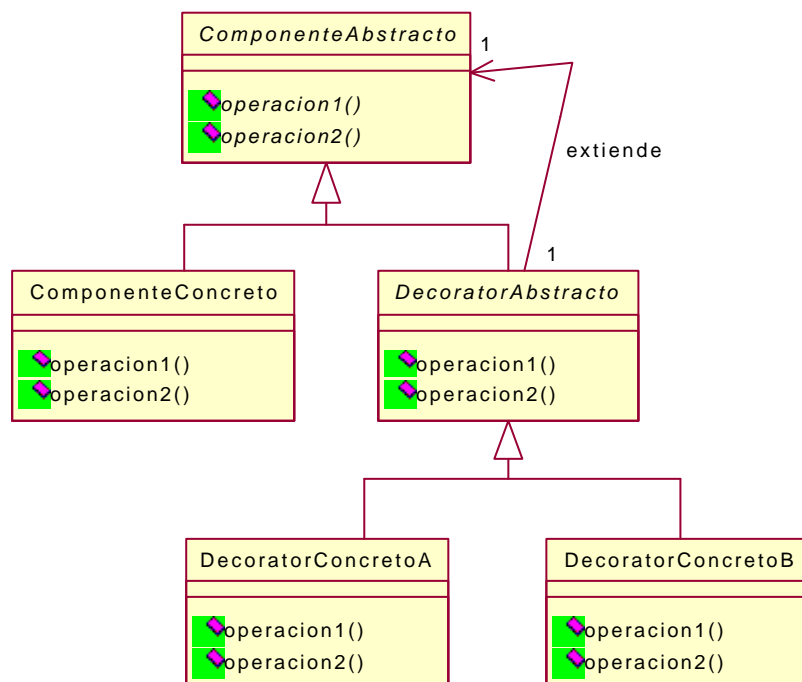 ComponenteAbstracto
1
operacion1()
operacion2()
extiende
1
ComponenteConcreto
DecoratorAbstracto
operacion1()
operacion2()
operacion1()
operacion2()
DecoratorConcretoA
DecoratorConcretoB
operacion1()
operacion2()
operacion1()
operacion2()